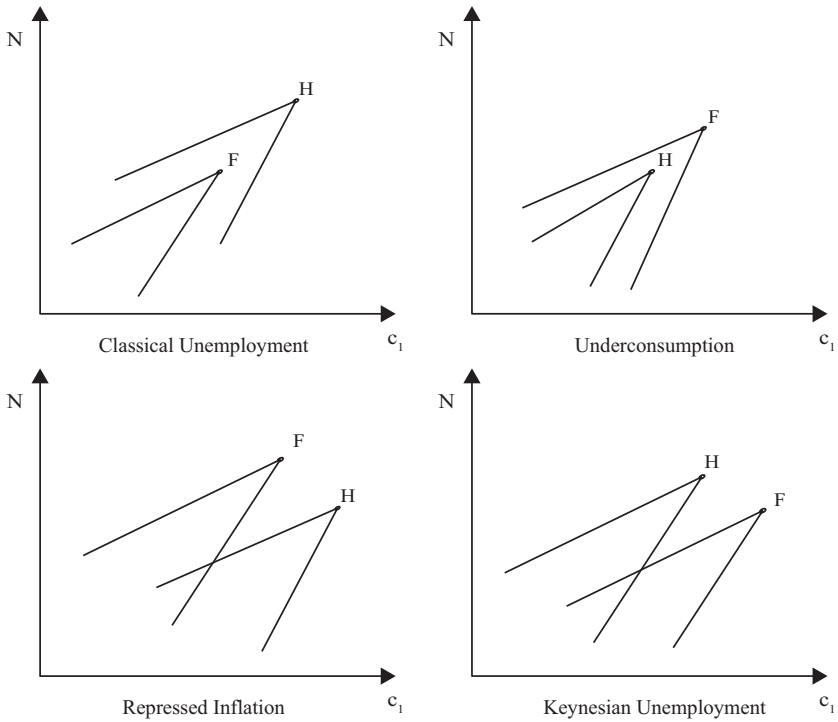 N
H
F
c₁
Classical Unemployment
N
F
H
c₁
Underconsumption
N
F
H
c₁
Repressed Inflation
N
H
F
c₁
Keynesian Unemployment